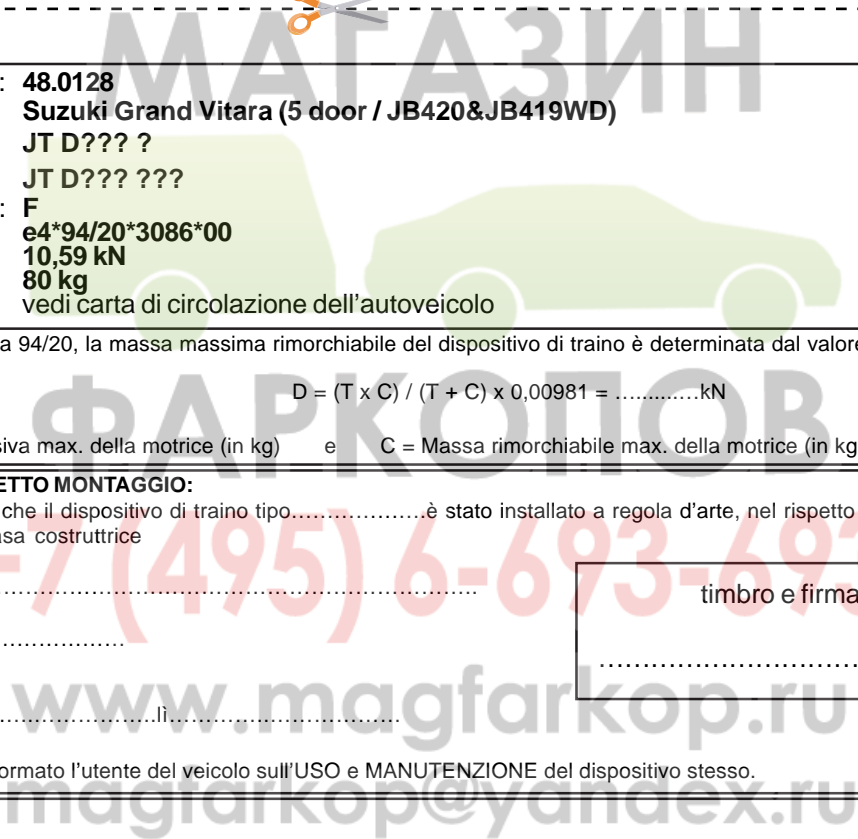 МАГАЗИН
: 48.0128
Suzuki Grand Vitara (5 door / JB420&JB419WD)
JT D??? ?
JT D??? ???
: F
e4*94/20*3086*00
10,59 kN
80 kg
vedi carta di circolazione dell'autoveicolo
a 94/20, la massa massima rimorchiabile del dispositivo di traino è determinata dal valore
D = (T x C) / (T + C) x 0,00981 = ….........…kN
ФАРКОПОВ
siva max. della motrice (in kg) e C = Massa rimorchiabile max. della motrice (in kg
ETTO MONTAGGIO:
che il dispositivo di traino tipo………………..è stato installato a regola d'arte, nel rispetto
asa costruttrice
-7 (495) 6-693-693
……………………………………………………….
timbro e firma
………………
…………………………
www.magfarkop.ru
…………………..lì…………………………
ormato l'utente del veicolo sull'USO e MANUTENZIONE del dispositivo stesso.
magfarkop@yandex.ru